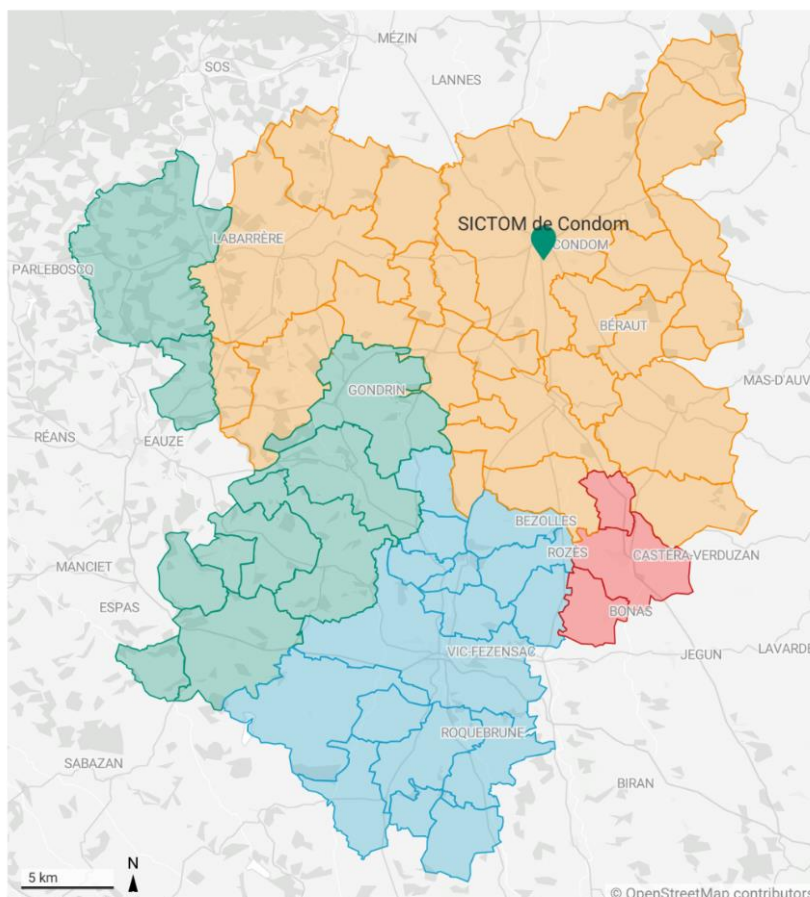 MÉZIN
SOS
LANNES
SICTOM de Condom
LABARRÈRE
CONDOM
PARLEBOSCQ
BÉRAUT
MAS-D'AUV
GONDRIN
RÉANS
EAUZE
BEZOLLES
ROZÈS
CASTÉRA-VERDUZAN
MANCIET
ESPAS
BONAS
VIC-FEZENSAC
JEGUN
LAVARDE
ROQUEBRUNE
SABAZAN
BIRAN
5 km
N
© OpenStreetMap contributors